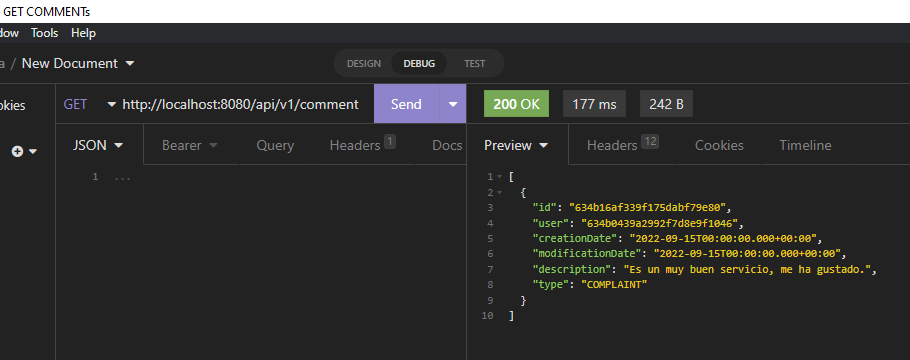 GET COMMENTs
dow Tools Help
a / New Document
DESIGN DEBUG TEST
okies
GET http://localhost:8080/api/v1/comment Send
200 OK 177 ms 242 B
JSON Bearer Query Headers 1 Docs
Preview Headers 12 Cookies Timeline
1 ...
1 [
2 {
3 "id": "634b16af339f175dabf79e80",
4 "user": "634b0439a2992f7d8e9f1046",
5 "creationDate": "2022-09-15T00:00:00.000+00:00",
6 "modificationDate": "2022-09-15T00:00:00.000+00:00",
7 "description": "Es un muy buen servicio, me ha gustado.",
8 "type": "COMPLAINT"
9 }
10 ]